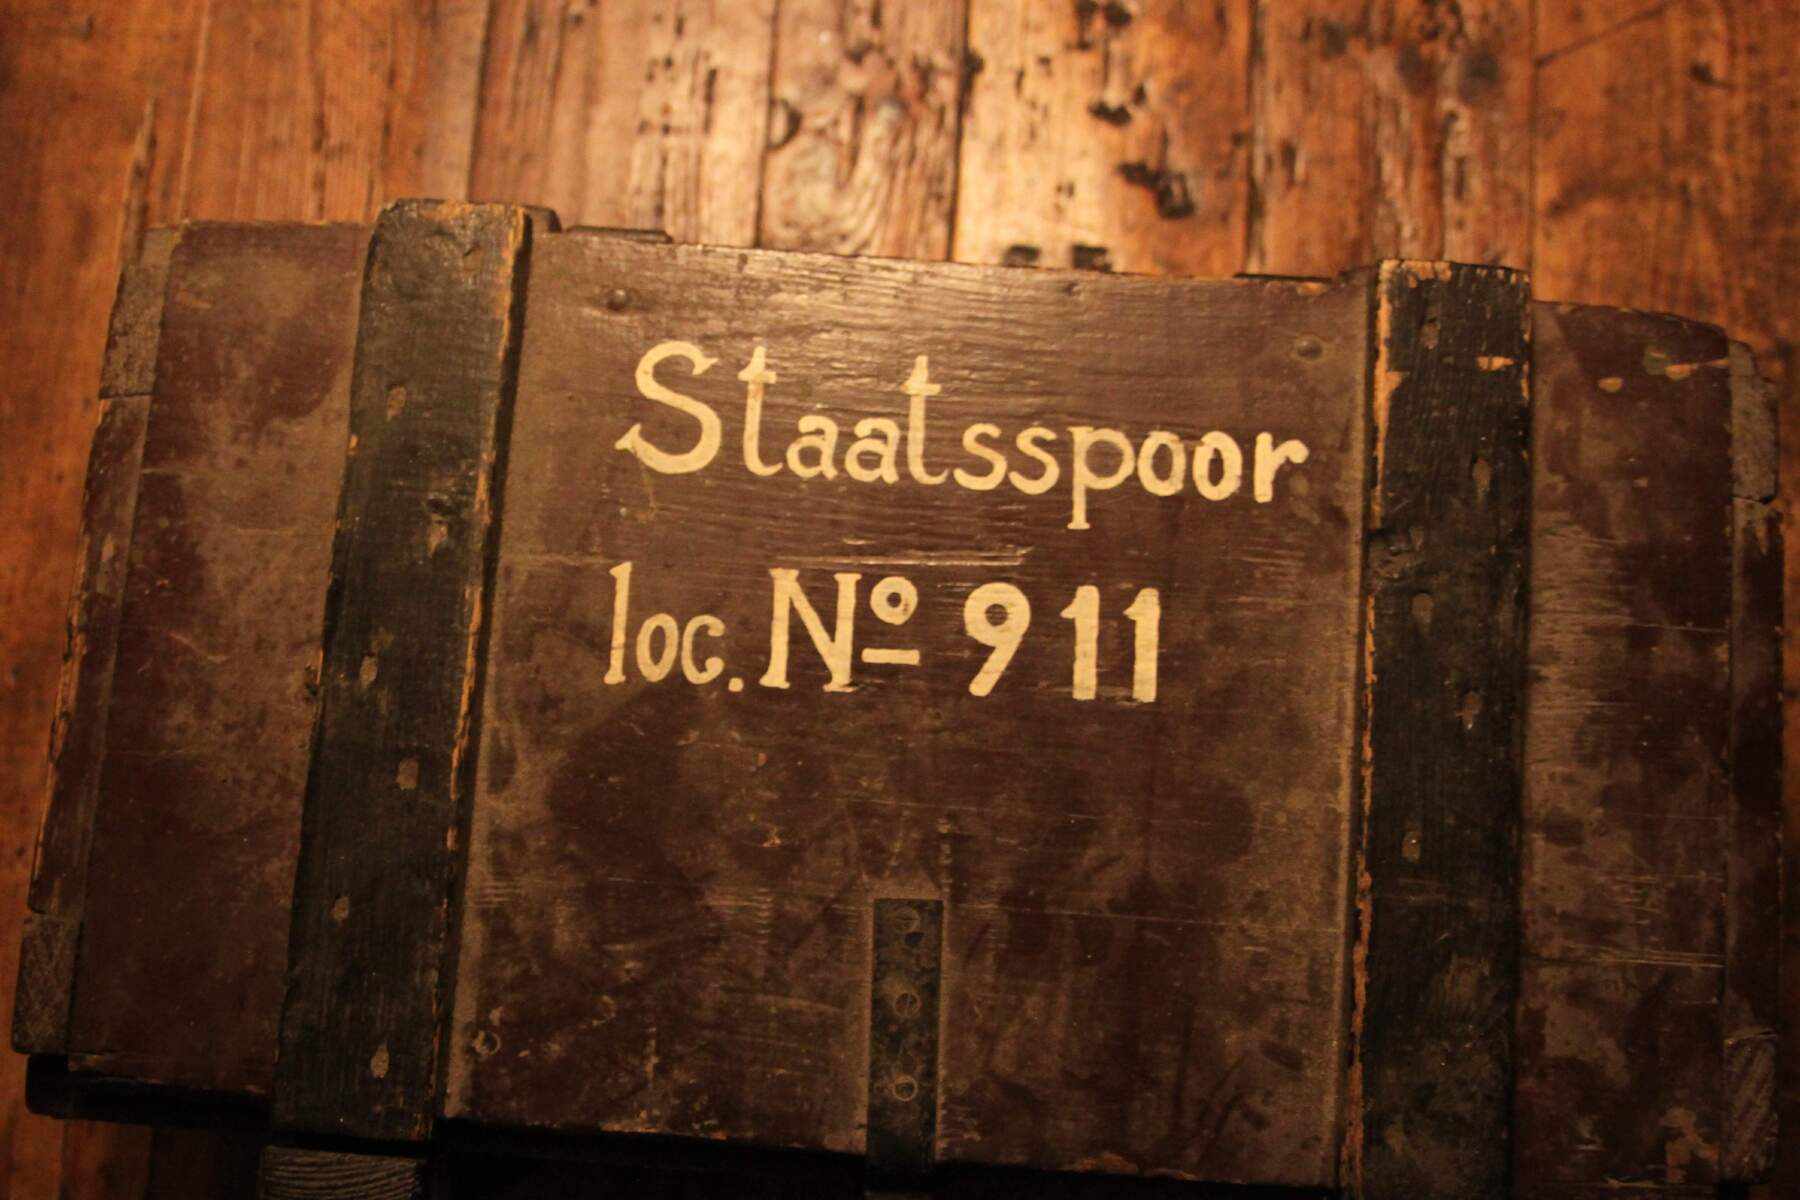 Staatsspoor
loc. Nº 911